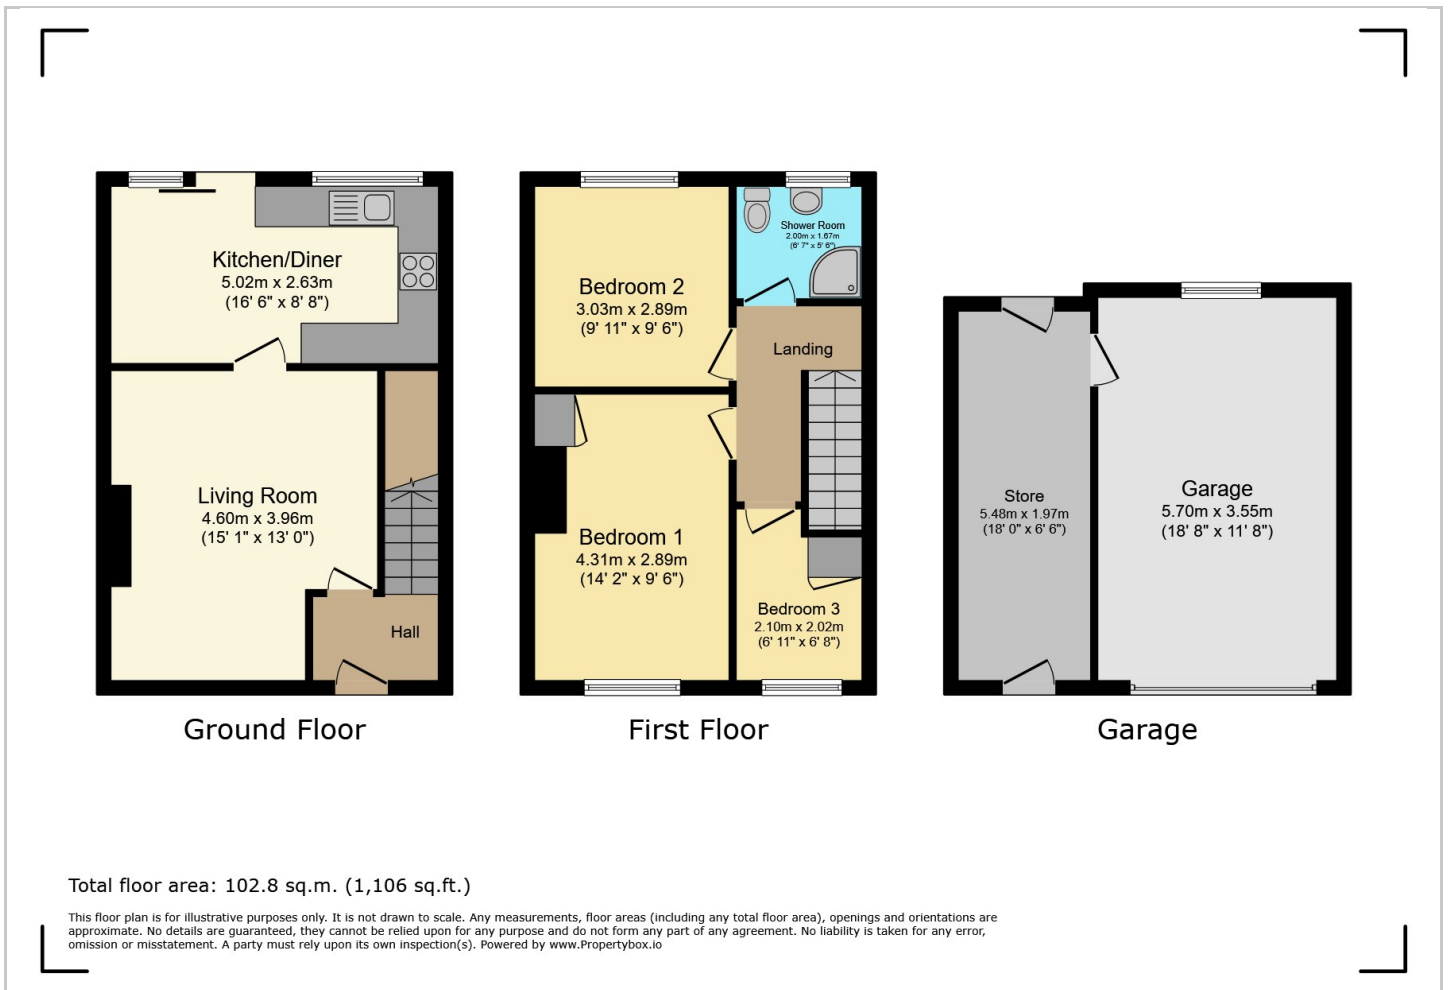 Kitchen/Diner
5.02m x 2.63m
(16' 6" x 8' 8")
Living Room
4.60m x 3.96m
(15' 1" x 13' 0")
Hall
Ground Floor
Shower Room
2.00m x 1.67m
(6' 7" x 5' 6")
Bedroom 2
3.03m x 2.89m
(9' 11" x 9' 6")
Landing
Bedroom 1
4.31m x 2.89m
(14' 2" x 9' 6")
Bedroom 3
2.10m x 2.02m
(6' 11" x 6' 8")
First Floor
Store
5.48m x 1.97m
(18' 0" x 6' 6")
Garage
5.70m x 3.55m
(18' 8" x 11' 8")
Garage
Total floor area: 102.8 sq.m. (1,106 sq.ft.)
This floor plan is for illustrative purposes only. It is not drawn to scale. Any measurements, floor areas (including any total floor area), openings and orientations are
approximate. No details are guaranteed, they cannot be relied upon for any purpose and do not form any part of any agreement. No liability is taken for any error,
omission or misstatement. A party must rely upon its own inspection(s). Powered by www.Propertybox.io